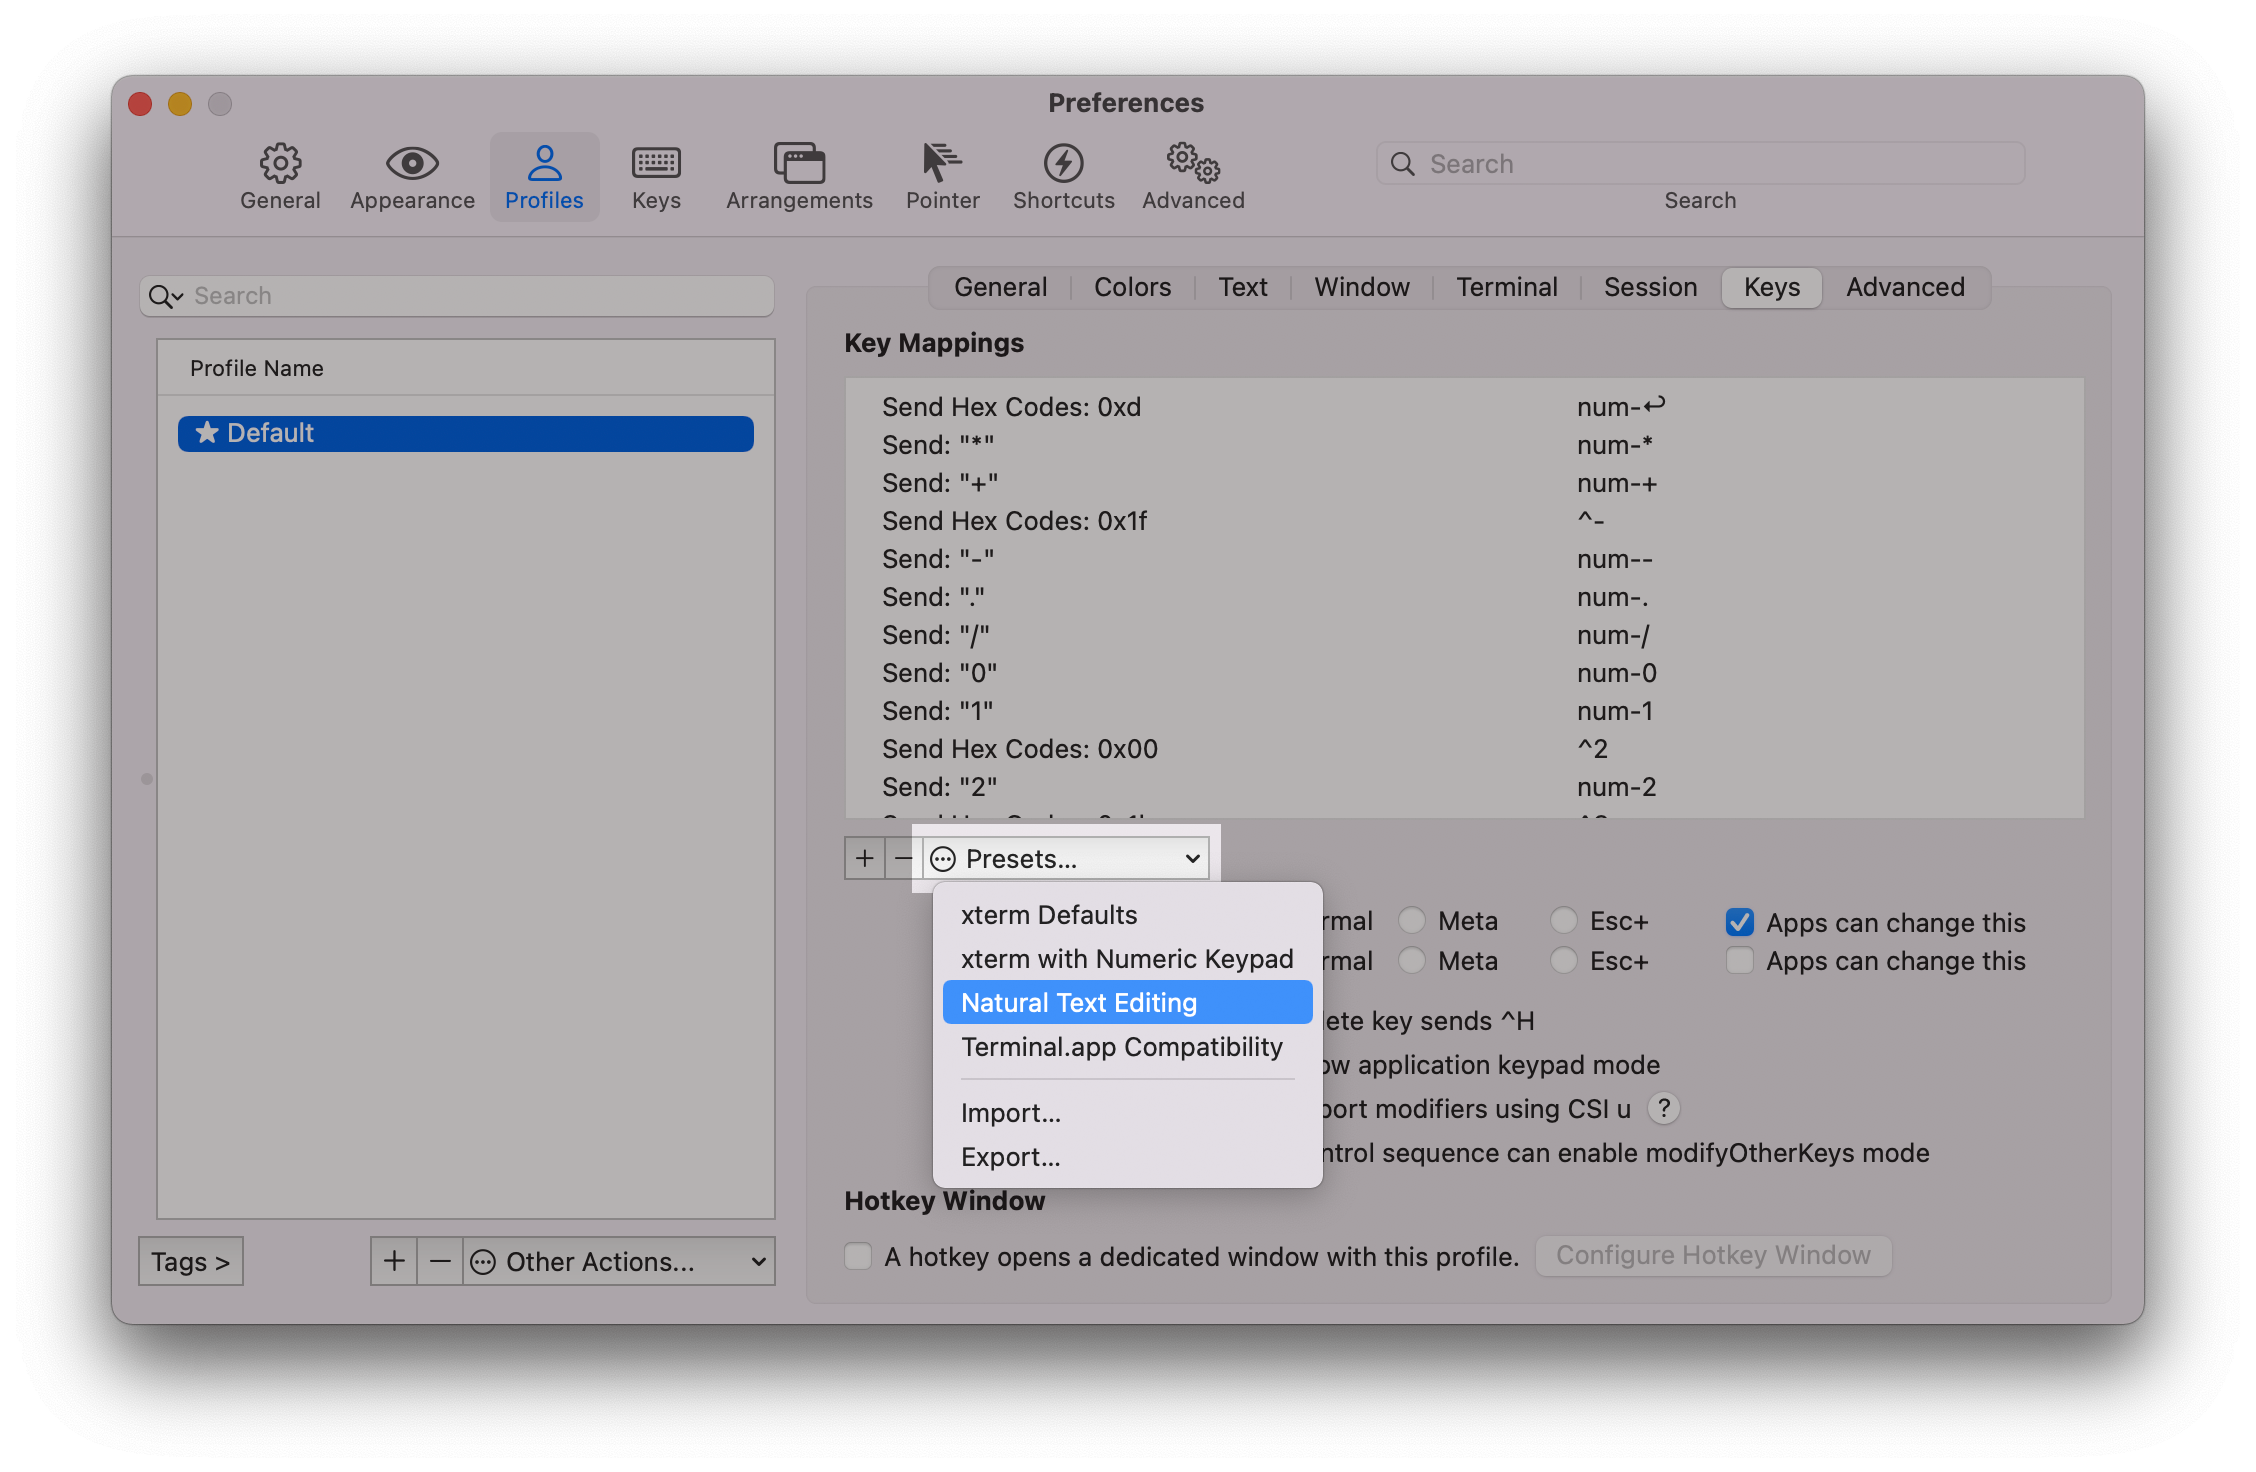 Preferences
General
Appearance
Profiles
Keys
Arrangements
Pointer
Shortcuts
Advanced
Search
Search
Search
Profile Name
★ Default
Tags >
+ − Other Actions...
General Colors Text Window Terminal Session Keys Advanced
Key Mappings
Send Hex Codes: 0xd num-↩
Send: "*" num-*
Send: "+" num-+
Send Hex Codes: 0x1f ^-
Send: "-" num--
Send: "." num-.
Send: "/" num-/
Send: "0" num-0
Send: "1" num-1
Send Hex Codes: 0x00 ^2
Send: "2" num-2
+ − Presets...
xterm Defaults
xterm with Numeric Keypad
Natural Text Editing
Terminal.app Compatibility
Import...
Export...
Meta Esc+ Apps can change this
Meta Esc+ Apps can change this
key sends ^H
application keypad mode
modifiers using CSI u ?
sequence can enable modifyOtherKeys mode
Hotkey Window
A hotkey opens a dedicated window with this profile. Configure Hotkey Window